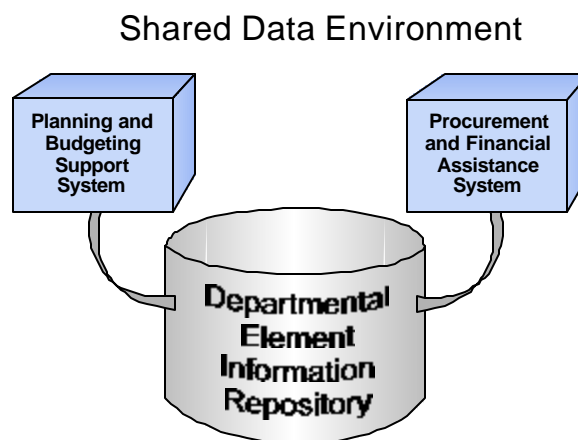 Shared Data Environment
Planning and
Budgeting
Support
System
Procurement
and Financial
Assistance
System
Departmental
Element
Information
Repository